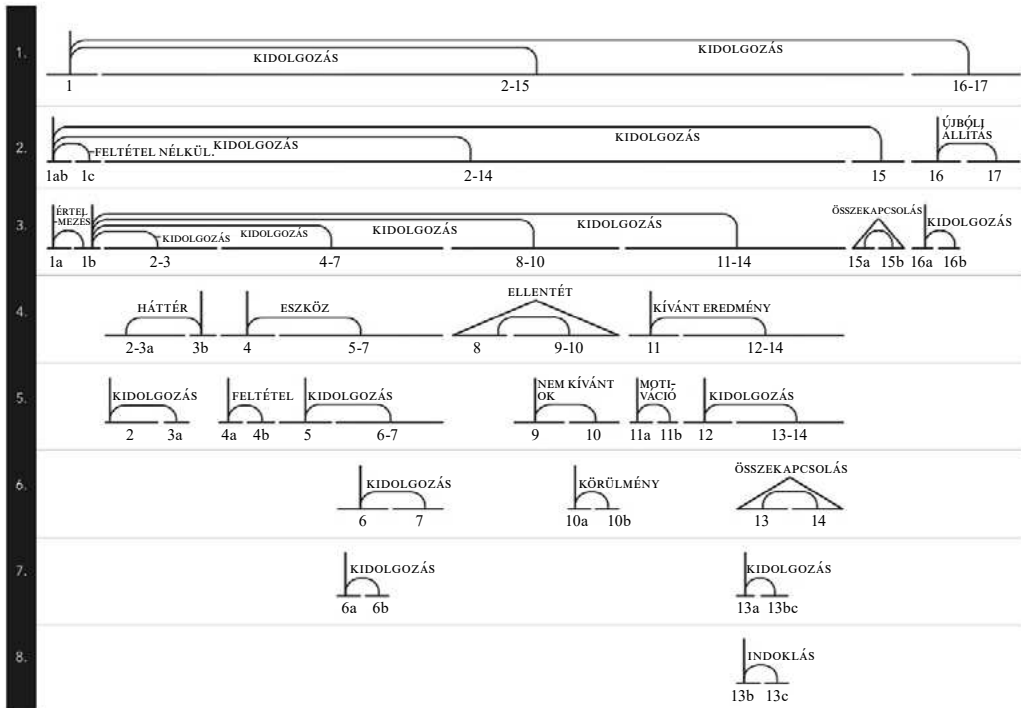 1.
KIDOLGOZÁS KIDOLGOZÁS
1 2-15 16-17
2.
FELTÉTEL NÉLKÜL. KIDOLGOZÁS KIDOLGOZÁS ÚJBÓLI
ÁLLÍTÁS
1ab 1c 2-14 15 16 17
3.
ÉRTEL
MEZÉS KIDOLGOZÁS KIDOLGOZÁS KIDOLGOZÁS KIDOLGOZÁS ÖSSZEKAPCSOLÁS KIDOLGOZÁS
1a 1b 2-3 4-7 8-10 11-14 15a 15b 16a 16b
4.
HÁTTÉR ESZKÖZ ELLENTÉT KÍVÁNT EREDMÉNY
2-3a 3b 4 5-7 8 9-10 11 12-14
5.
KIDOLGOZÁS FELTÉTEL KIDOLGOZÁS NEM KÍVÁNT
OK MOTI-
VÁCIÓ KIDOLGOZÁS
2 3a 4a 4b 5 6-7 9 10 11a 11b 12 13-14
6.
KIDOLGOZÁS KÖRÜLMÉNY ÖSSZEKAPCSOLÁS
6 7 10a 10b 13 14
7.
KIDOLGOZÁS KIDOLGOZÁS
6a 6b 13a 13bc
8.
INDOKLÁS
13b 13c